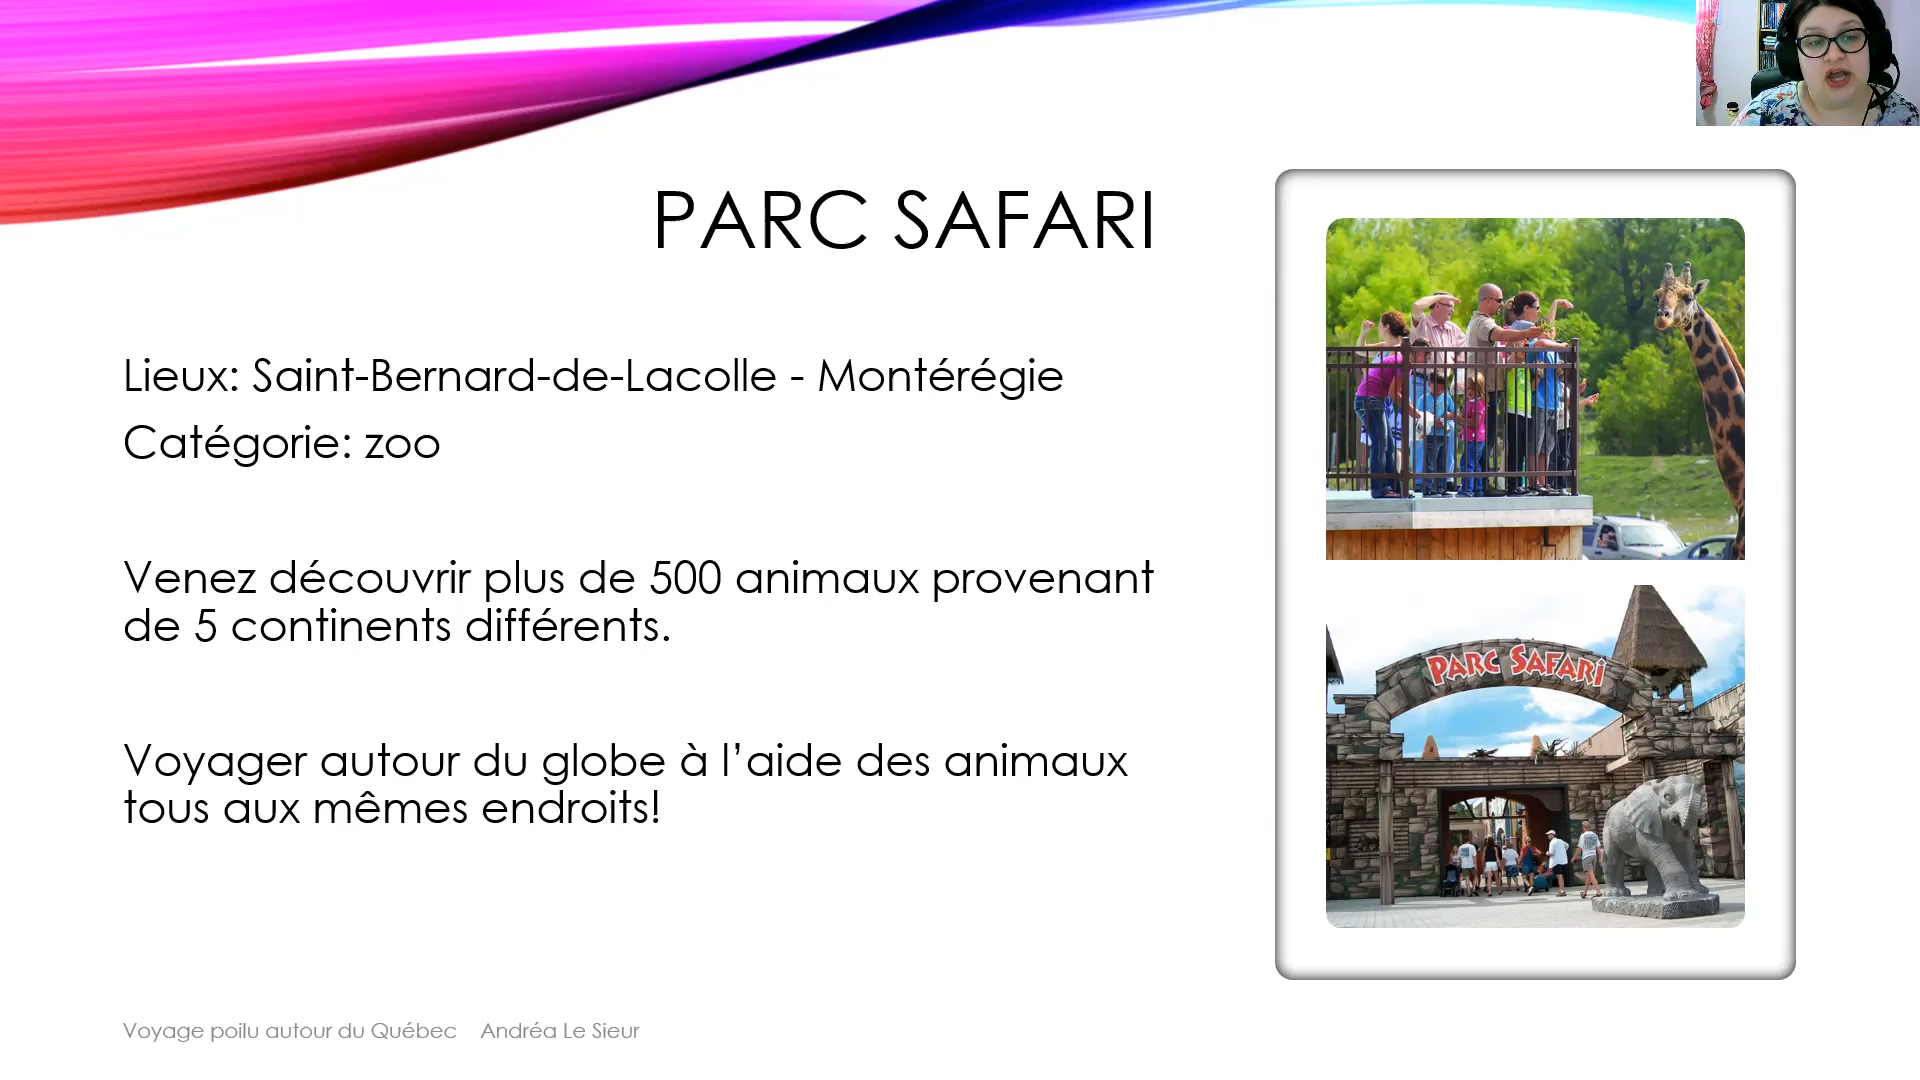 PARC SAFARI
Lieux: Saint-Bernard-de-Lacolle - Montérégie
Catégorie: zoo
Venez découvrir plus de 500 animaux provenant
de 5 continents différents.
Voyager autour du globe à l’aide des animaux
tous aux mêmes endroits!
PARC SAFARI
Voyage poilu autour du Québec Andréa Le Sieur